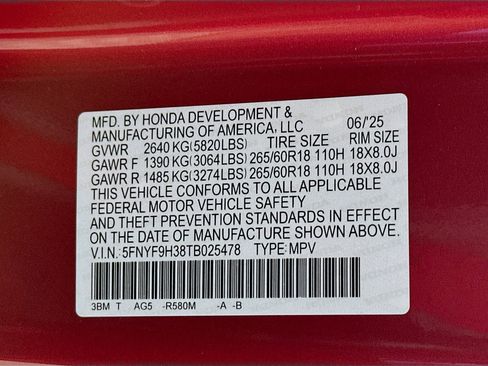 MFD. BY HONDA DEVELOPMENT &
MANUFACTURING OF AMERICA, LLC 06/'25
GVWR 2640 KG(5820LBS) TIRE SIZE RIM SIZE
GAWR F 1390 KG(3064LBS) 265/60R18 110H 18X8.0J
GAWR R 1485 KG(3274LBS) 265/60R18 110H 18X8.0J
THIS VEHICLE CONFORMS TO ALL APPLICABLE
FEDERAL MOTOR VEHICLE SAFETY
AND THEFT PREVENTION STANDARDS IN EFFECT
ON THE DATE OF MANUFACTURE SHOWN ABOVE.
V.I.N.: 5FNYF9H38TB025478 TYPE: MPV
3BM T AG5 -R580M -A -B